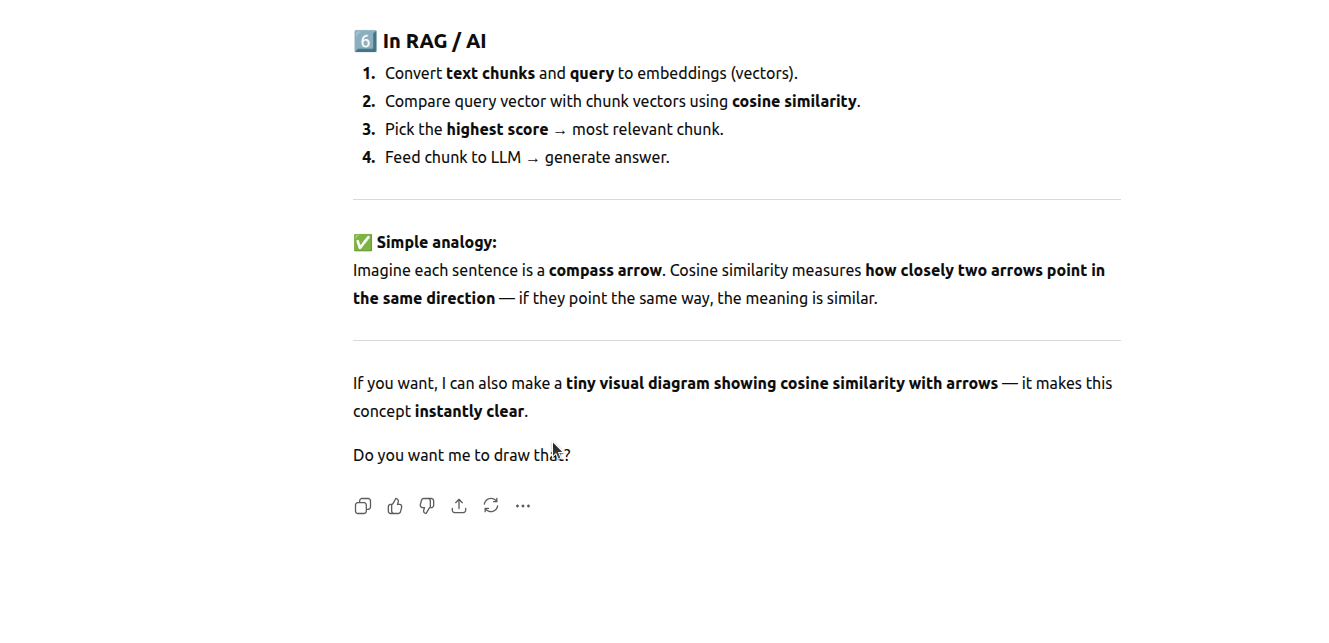 6️⃣ In RAG / AI
1. Convert text chunks and query to embeddings (vectors).
2. Compare query vector with chunk vectors using cosine similarity.
3. Pick the highest score → most relevant chunk.
4. Feed chunk to LLM → generate answer.
✅ Simple analogy:
Imagine each sentence is a compass arrow. Cosine similarity measures how closely two arrows point in
the same direction — if they point the same way, the meaning is similar.
If you want, I can also make a tiny visual diagram showing cosine similarity with arrows — it makes this
concept instantly clear.
Do you want me to draw that?